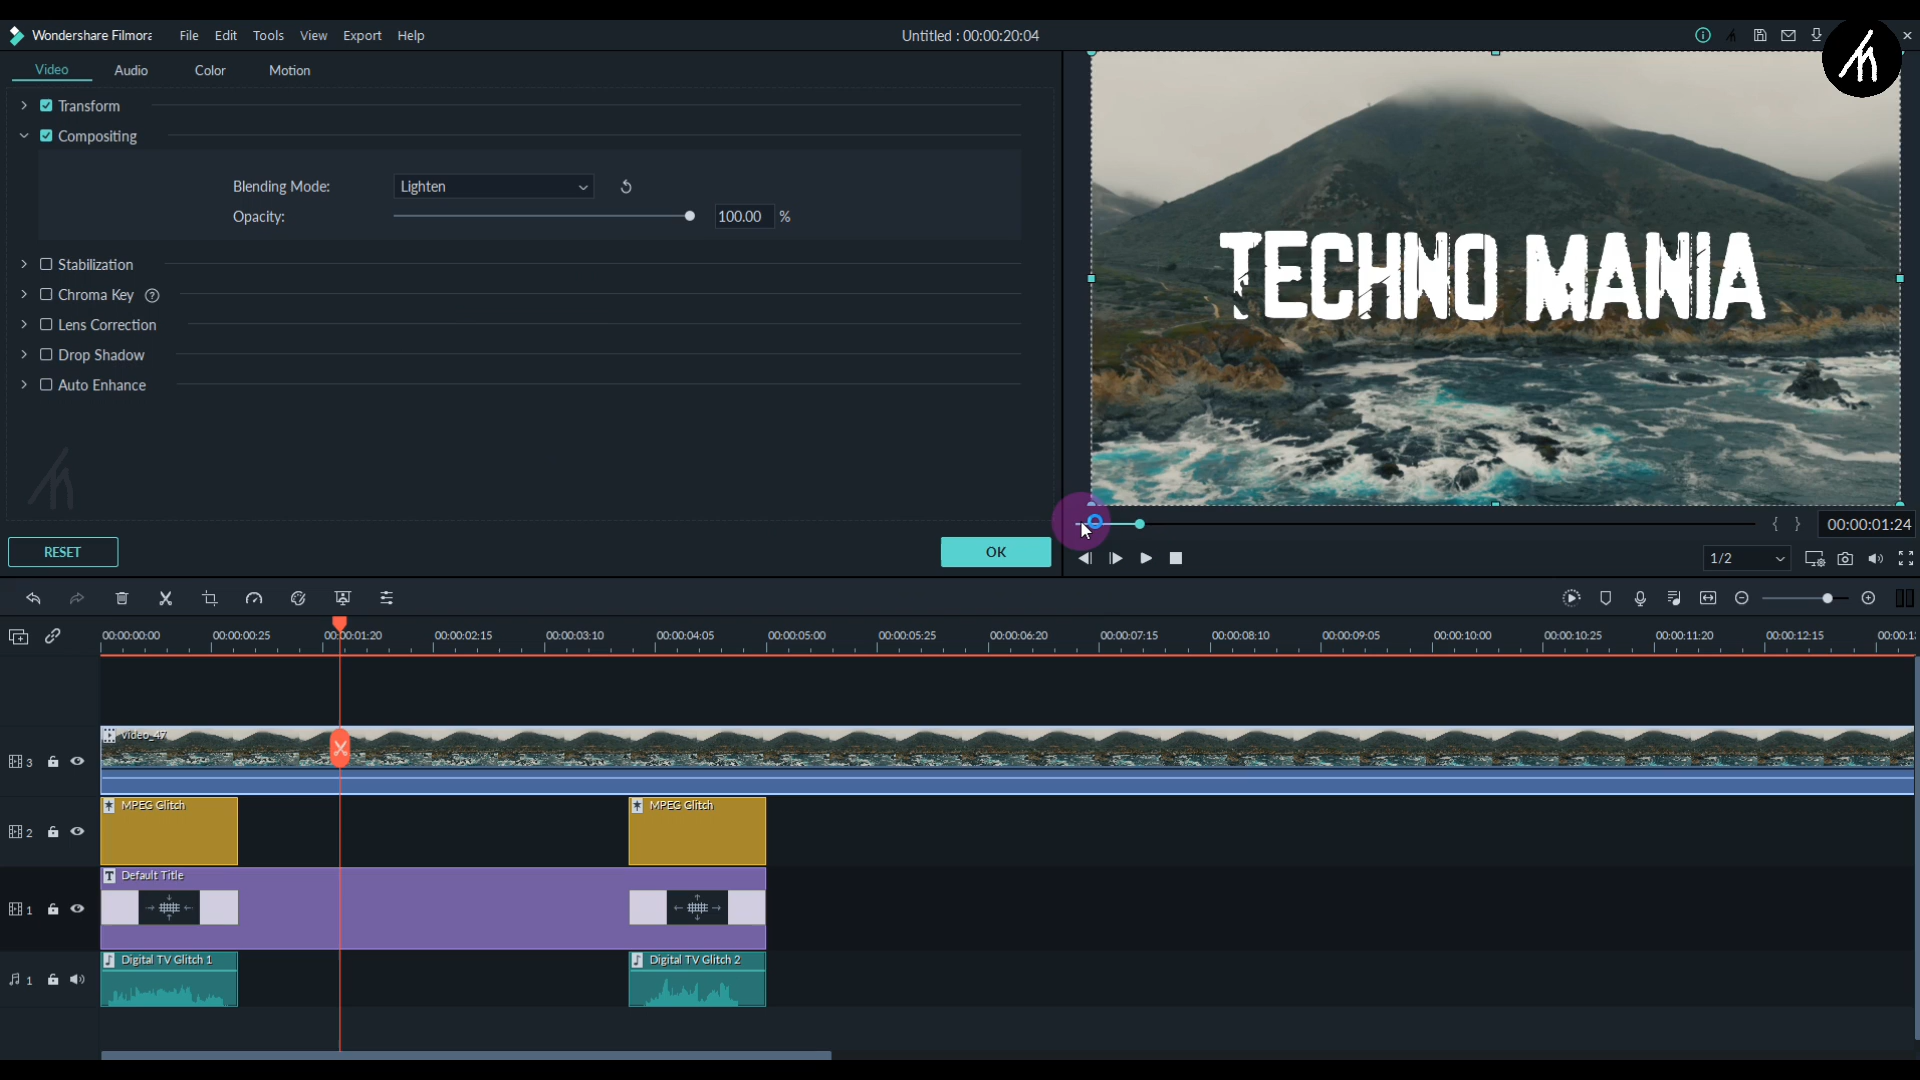 Wondershare Filmora
File Edit Tools View Export Help
Untitled : 00:00:20:04
Video Audio Color Motion
Transform
Compositing
Blending Mode: Lighten
Opacity: 100.00 %
Stabilization
Chroma Key ?
Lens Correction
Drop Shadow
Auto Enhance
RESET
OK
TECHNO MANIA
{ } 00:00:01:24
1/2
00:00:00:00 00:00:00:25 00:00:01:20 00:00:02:15 00:00:03:10 00:00:04:05 00:00:05:00 00:00:05:25 00:00:06:20 00:00:07:15 00:00:08:10 00:00:09:05 00:00:10:00 00:00:10:25 00:00:11:20 00:00:12:15 00:00:1
video_47
3
MPEG Glitch MPEG Glitch
2
Default Title
1
Digital TV Glitch 1 Digital TV Glitch 2
1